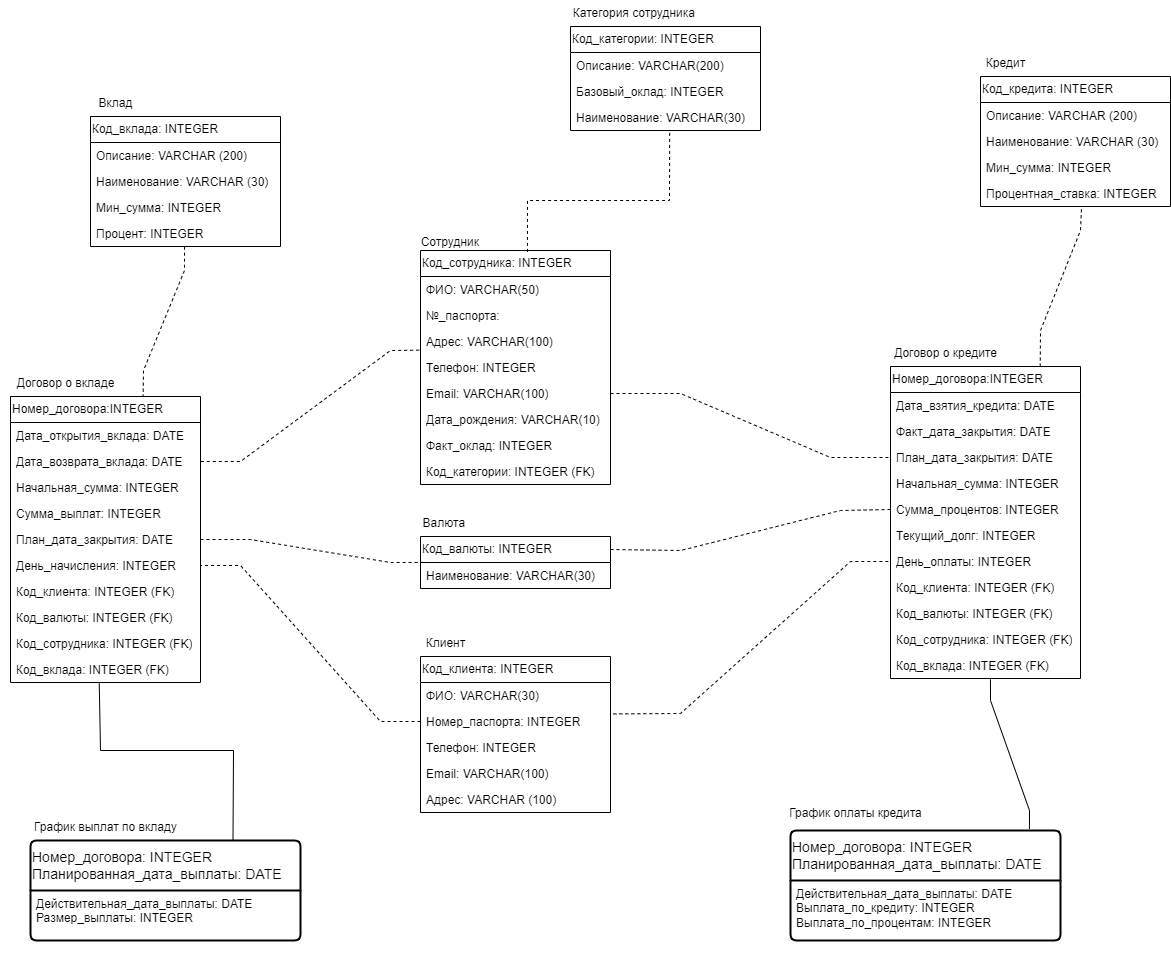 Категория сотрудника
Код_категории: INTEGER
Описание: VARCHAR(200)
Базовый_оклад: INTEGER
Наименование: VARCHAR(30)
Кредит
Код_кредита: INTEGER
Описание: VARCHAR (200)
Наименование: VARCHAR (30)
Мин_сумма: INTEGER
Процентная_ставка: INTEGER
Вклад
Код_вклада: INTEGER
Описание: VARCHAR (200)
Наименование: VARCHAR (30)
Мин_сумма: INTEGER
Процент: INTEGER
Сотрудник
Код_сотрудника: INTEGER
ФИО: VARCHAR(50)
№_паспорта:
Адрес: VARCHAR(100)
Телефон: INTEGER
Email: VARCHAR(100)
Дата_рождения: VARCHAR(10)
Факт_оклад: INTEGER
Код_категории: INTEGER (FK)
Договор о вкладе
Номер_договора:INTEGER
Дата_открытия_вклада: DATE
Дата_возврата_вклада: DATE
Начальная_сумма: INTEGER
Сумма_выплат: INTEGER
План_дата_закрытия: DATE
День_начисления: INTEGER
Код_клиента: INTEGER (FK)
Код_валюты: INTEGER (FK)
Код_сотрудника: INTEGER (FK)
Код_вклада: INTEGER (FK)
Договор о кредите
Номер_договора:INTEGER
Дата_взятия_кредита: DATE
Факт_дата_закрытия: DATE
План_дата_закрытия: DATE
Начальная_сумма: INTEGER
Сумма_процентов: INTEGER
Текущий_долг: INTEGER
День_оплаты: INTEGER
Код_клиента: INTEGER (FK)
Код_валюты: INTEGER (FK)
Код_сотрудника: INTEGER (FK)
Код_вклада: INTEGER (FK)
Валюта
Код_валюты: INTEGER
Наименование: VARCHAR(30)
Клиент
Код_клиента: INTEGER
ФИО: VARCHAR(30)
Номер_паспорта: INTEGER
Телефон: INTEGER
Email: VARCHAR(100)
Адрес: VARCHAR (100)
График выплат по вкладу
Номер_договора: INTEGER
Планированная_дата_выплаты: DATE
Действительная_дата_выплаты: DATE
Размер_выплаты: INTEGER
График оплаты кредита
Номер_договора: INTEGER
Планированная_дата_выплаты: DATE
Действительная_дата_выплаты: DATE
Выплата_по_кредиту: INTEGER
Выплата_по_процентам: INTEGER